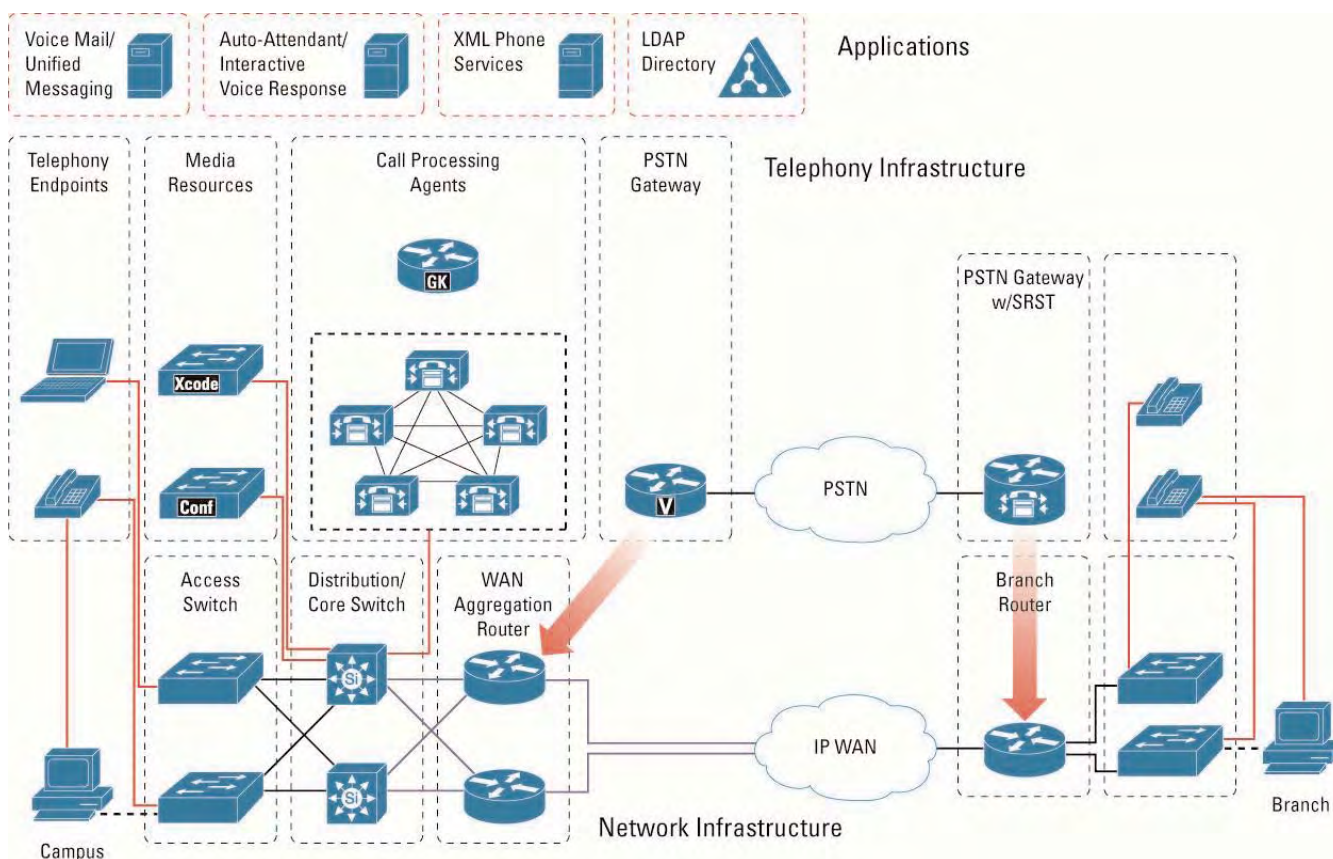 Voice Mail/
Unified
Messaging
Auto-Attendant/
Interactive
Voice Response
XML Phone
Services
LDAP
Directory
Applications
Telephony
Endpoints
Media
Resources
Call Processing
Agents
PSTN
Gateway
Telephony Infrastructure
GK
PSTN Gateway
w/SRST
Xcode
Conf
V
PSTN
Access
Switch
Distribution/
Core Switch
WAN
Aggregation
Router
Branch
Router
Si
IP WAN
Si
Network Infrastructure
Campus
Branch